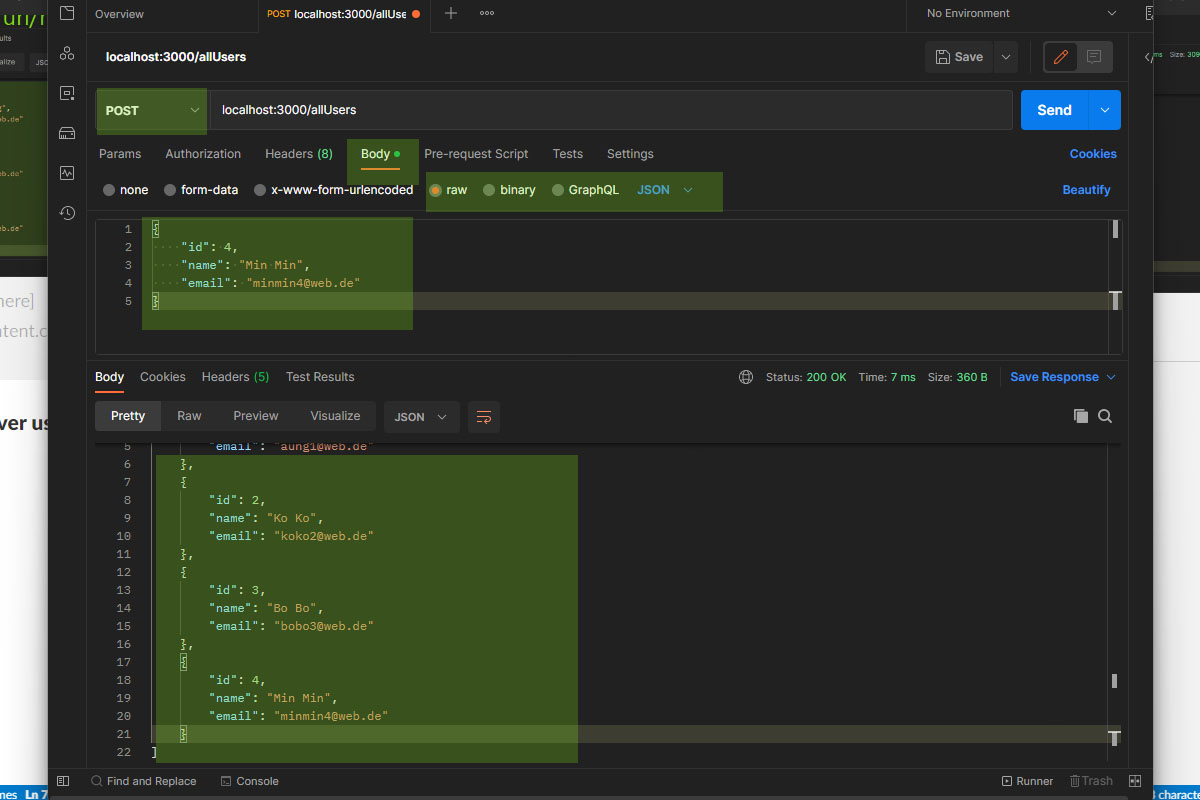 Overview
POST localhost:3000/allUse
No Environment
localhost:3000/allUsers
Save
POST
localhost:3000/allUsers
Send
Params Authorization Headers (8) Body Pre-request Script Tests Settings Cookies
none form-data x-www-form-urlencoded raw binary GraphQL JSON Beautify
1 {
2 "id": 4,
3 "name": "Min Min",
4 "email": "minmin4@web.de"
5 }
Body Cookies Headers (5) Test Results Status: 200 OK Time: 7 ms Size: 360 B Save Response
Pretty Raw Preview Visualize JSON
5 "email": "aung1@web.de"
6 },
7 {
8 "id": 2,
9 "name": "Ko Ko",
10 "email": "koko2@web.de"
11 },
12 {
13 "id": 3,
14 "name": "Bo Bo",
15 "email": "bobo3@web.de"
16 },
17 {
18 "id": 4,
19 "name": "Min Min",
20 "email": "minmin4@web.de"
21 }
22 ]
Find and Replace Console Runner Trash